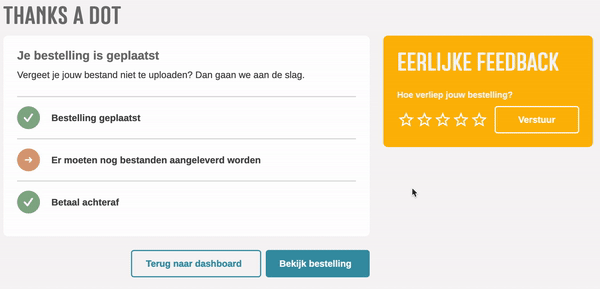 THANKS A DOT
Je bestelling is geplaatst
Vergeet je jouw bestand niet te uploaden? Dan gaan we aan de slag.
Bestelling geplaatst
Er moeten nog bestanden aangeleverd worden
Betaal achteraf
Terug naar dashboard
Bekijk bestelling
EERLIJKE FEEDBACK
Hoe verliep jouw bestelling?
Verstuur